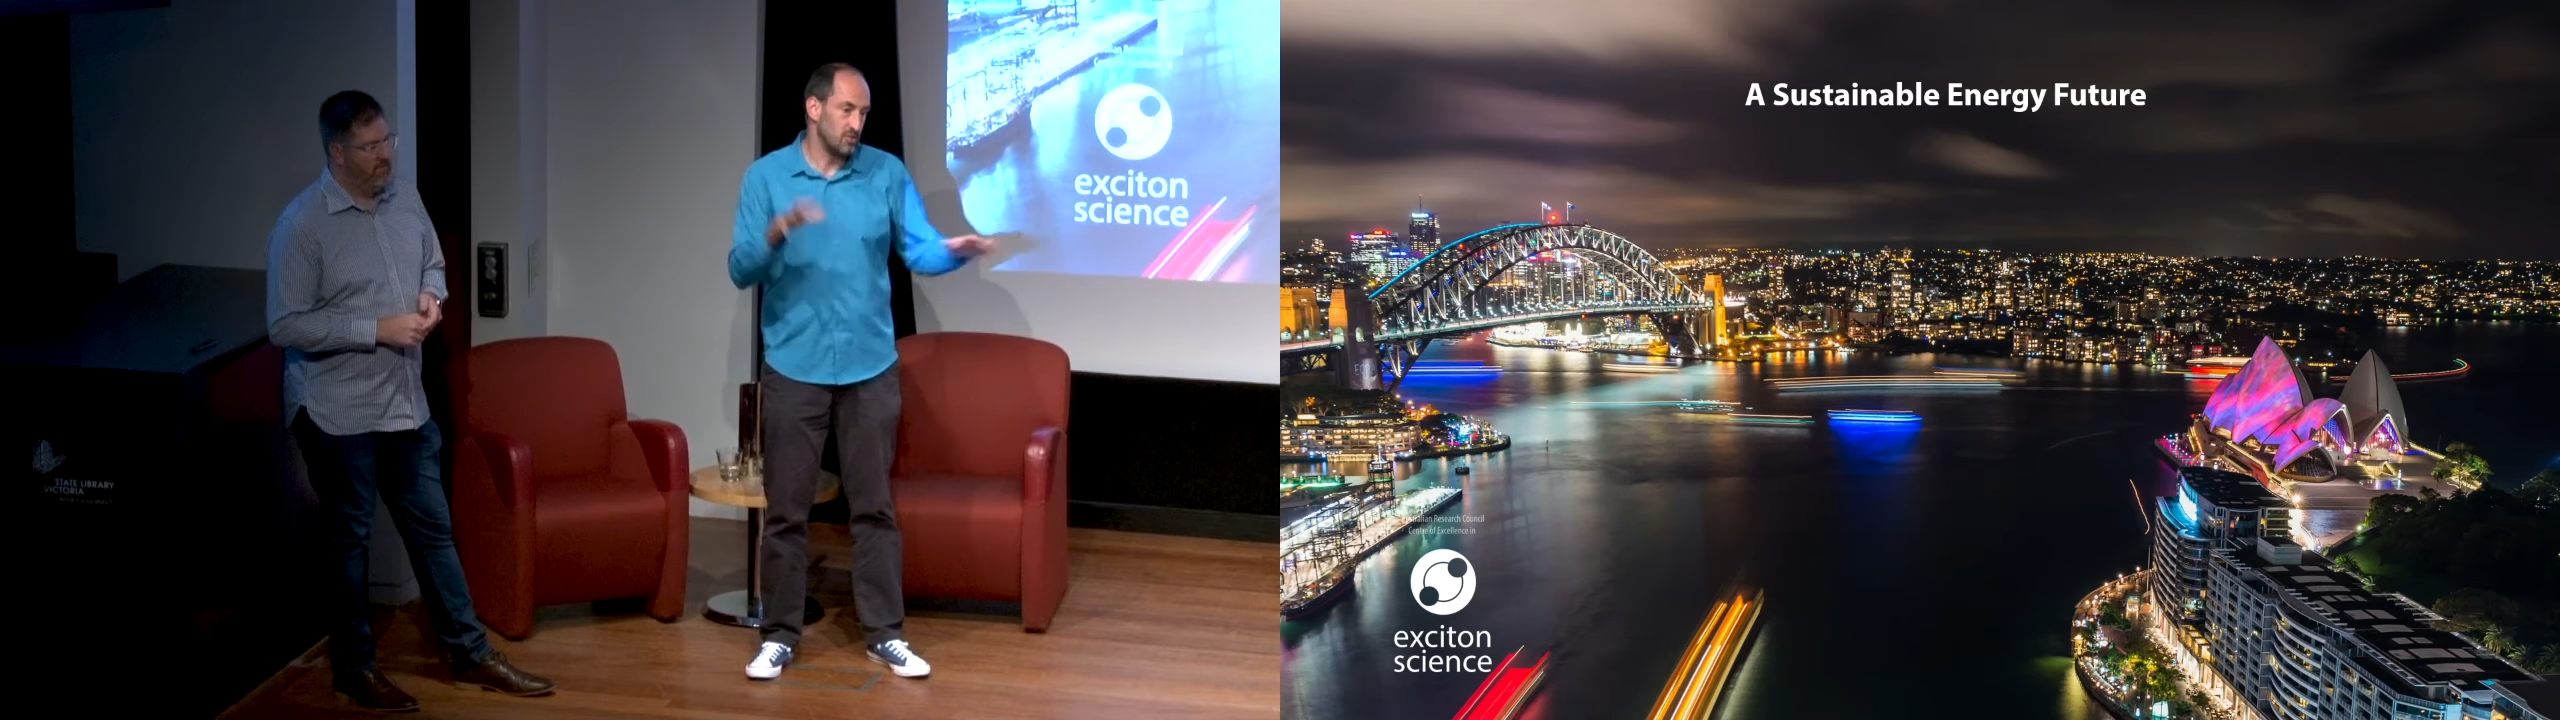 STATE LIBRARY
VICTORIA
exciton
science
A Sustainable Energy Future
Australian Research Council
Centre of Excellence in
exciton
science